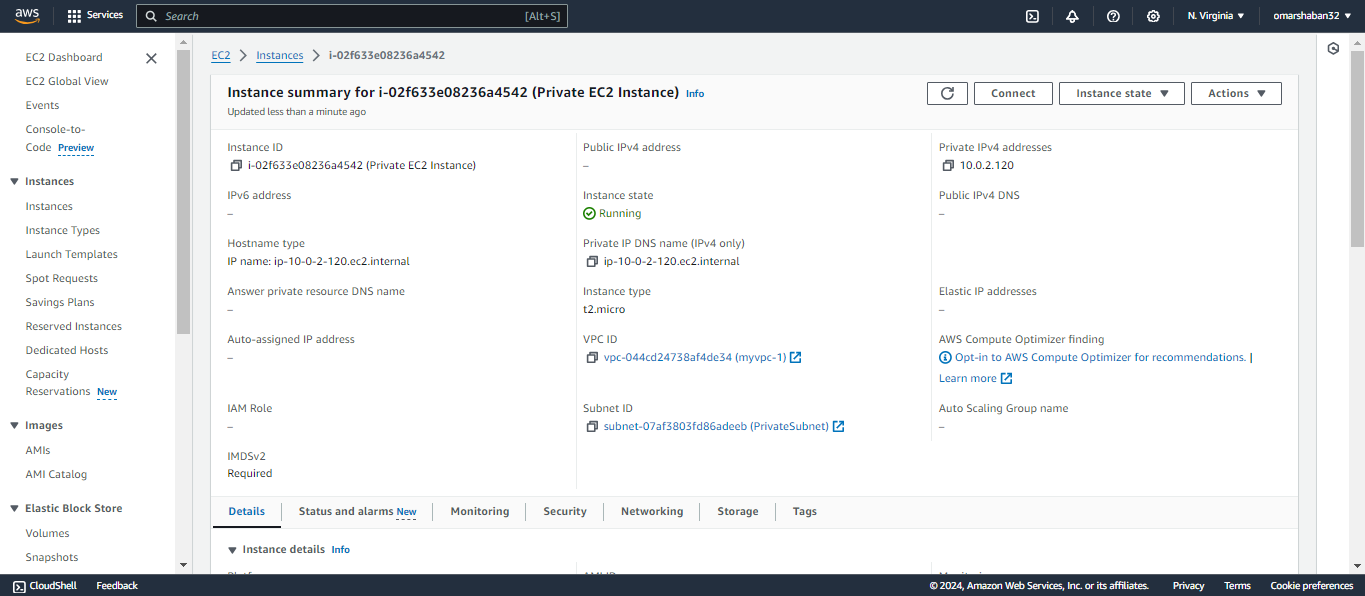 aws
Services
Search
[Alt+S]
N. Virginia
omarshaban32
EC2 Dashboard
EC2 Global View
Events
Console-to-
Code Preview
Instances
Instances
Instance Types
Launch Templates
Spot Requests
Savings Plans
Reserved Instances
Dedicated Hosts
Capacity
Reservations New
Images
AMIs
AMI Catalog
Elastic Block Store
Volumes
Snapshots
EC2 > Instances > i-02f633e08236a4542
Instance summary for i-02f633e08236a4542 (Private EC2 Instance) Info
Updated less than a minute ago
Connect
Instance state
Actions
Instance ID
i-02f633e08236a4542 (Private EC2 Instance)
Public IPv4 address
–
Private IPv4 addresses
10.0.2.120
IPv6 address
–
Instance state
Running
Public IPv4 DNS
–
Hostname type
IP name: ip-10-0-2-120.ec2.internal
Private IP DNS name (IPv4 only)
ip-10-0-2-120.ec2.internal
Answer private resource DNS name
–
Instance type
t2.micro
Elastic IP addresses
–
Auto-assigned IP address
–
VPC ID
vpc-044cd24738af4de34 (myvpc-1)
AWS Compute Optimizer finding
Opt-in to AWS Compute Optimizer for recommendations. |
Learn more
IAM Role
–
Subnet ID
subnet-07af3803fd86adeeb (PrivateSubnet)
Auto Scaling Group name
–
IMDSv2
Required
Details
Status and alarms New
Monitoring
Security
Networking
Storage
Tags
Instance details Info
CloudShell
Feedback
© 2024, Amazon Web Services, Inc. or its affiliates.
Privacy
Terms
Cookie preferences